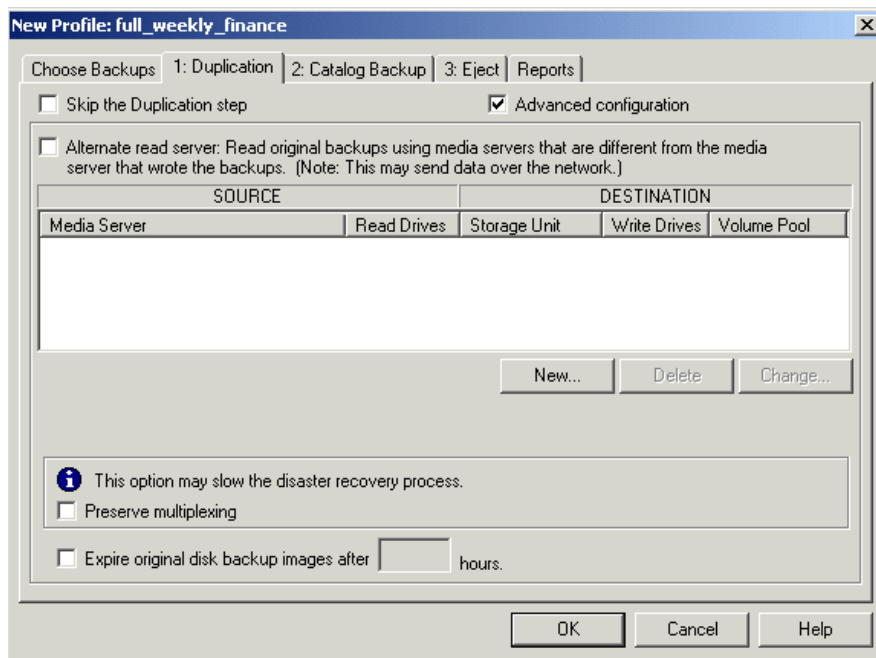 New Profile: full_weekly_finance
Choose Backups 1: Duplication 2: Catalog Backup 3: Eject Reports
Skip the Duplication step Advanced configuration
Alternate read server: Read original backups using media servers that are different from the media
server that wrote the backups. (Note: This may send data over the network.)
SOURCE DESTINATION
Media Server Read Drives Storage Unit Write Drives Volume Pool
New... Delete Change...
This option may slow the disaster recovery process.
Preserve multiplexing
Expire original disk backup images after hours.
OK Cancel Help